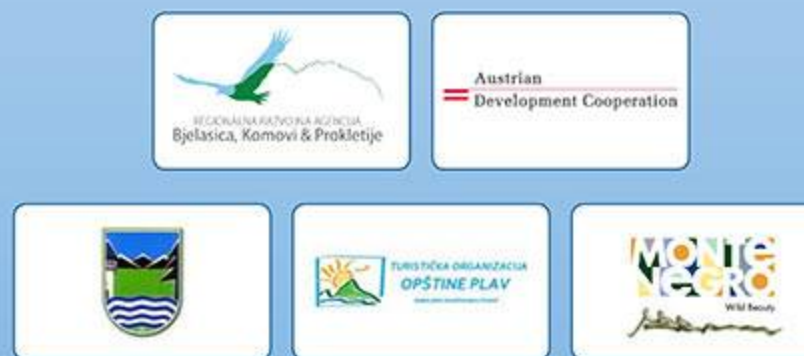 REGIONALNA RAZVOJNA AGENCIJA
Bjelasica, Komovi & Prokletije
Austrian
Development Cooperation
TURISTIČKA ORGANIZACIJA
OPŠTINE PLAV
MONTE
NEGRO
Wild Beauty